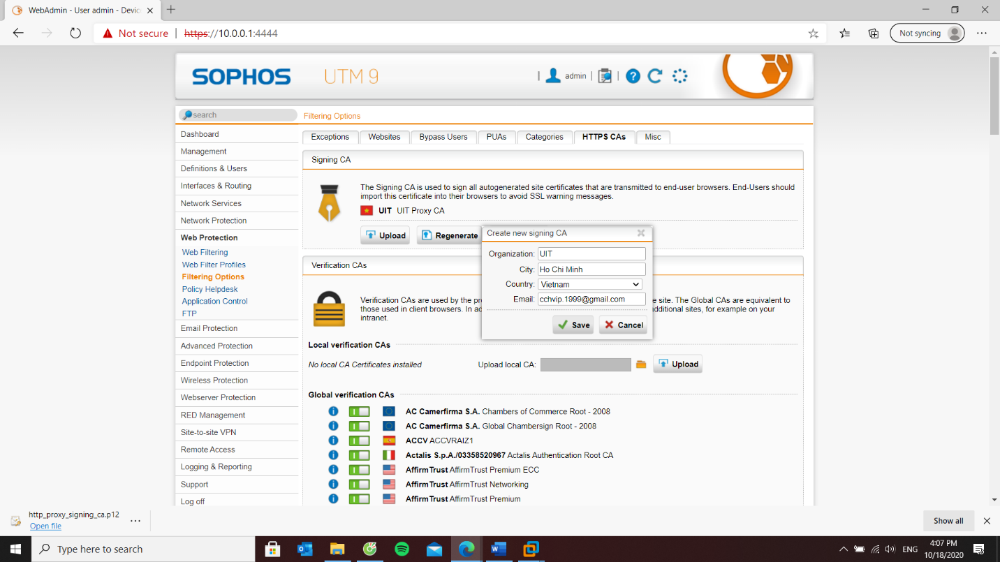 WebAdmin - User admin - Devic
Not secure
https://10.0.0.1:4444
Not syncing
SOPHOS
UTM 9
admin
search
Filtering Options
Dashboard
Management
Definitions & Users
Interfaces & Routing
Network Services
Network Protection
Web Protection
Web Filtering
Web Filter Profiles
Filtering Options
Policy Helpdesk
Application Control
FTP
Email Protection
Advanced Protection
Endpoint Protection
Wireless Protection
Webserver Protection
RED Management
Site-to-site VPN
Remote Access
Logging & Reporting
Support
Log off
Exceptions
Websites
Bypass Users
PUAs
Categories
HTTPS CAs
Misc
Signing CA
The Signing CA is used to sign all autogenerated site certificates that are transmitted to end-user browsers. End-Users should
import this certificate into their browsers to avoid SSL warning messages.
UIT UIT Proxy CA
Upload
Regenerate
Create new signing CA
Organization: UIT
City: Ho Chi Minh
Country: Vietnam
Email: cchvip.1999@gmail.com
Save
Cancel
Verification CAs
Verification CAs are used by the pr e site. The Global CAs are equivalent to
those used in client browsers. In ad dditional sites, for example on your
intranet.
Local verification CAs
No local CA Certificates installed
Upload local CA:
Upload
Global verification CAs
AC Camerfirma S.A. Chambers of Commerce Root - 2008
AC Camerfirma S.A. Global Chambersign Root - 2008
ACCV ACCVRAIZ1
Actalis S.p.A./03358520967 Actalis Authentication Root CA
AffirmTrust AffirmTrust Premium ECC
AffirmTrust AffirmTrust Networking
AffirmTrust AffirmTrust Premium
http_proxy_signing_ca.p12
Open file
Show all
Type here to search
ENG
4:07 PM
10/18/2020